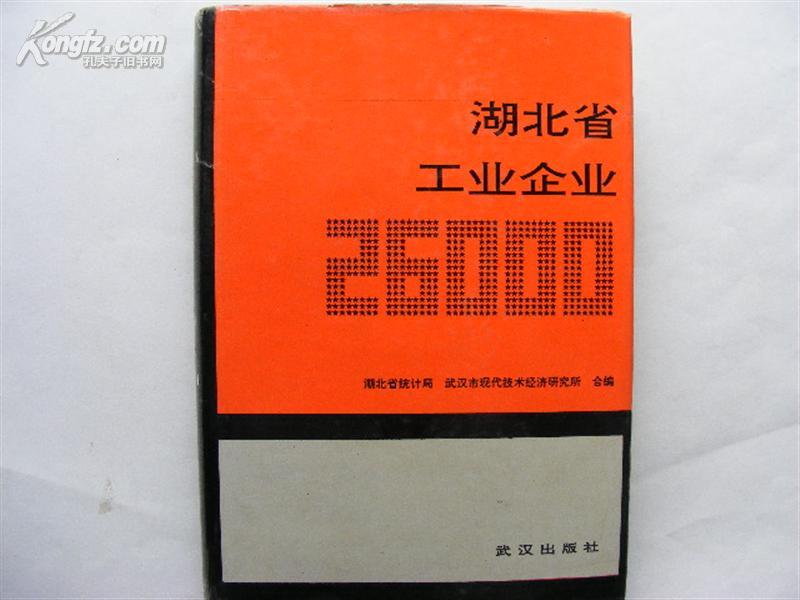 Kongfz.com
孔夫子旧书网
湖北省
工业企业
26000
湖北省统计局 武汉市现代技术经济研究所 合编
武汉出版社